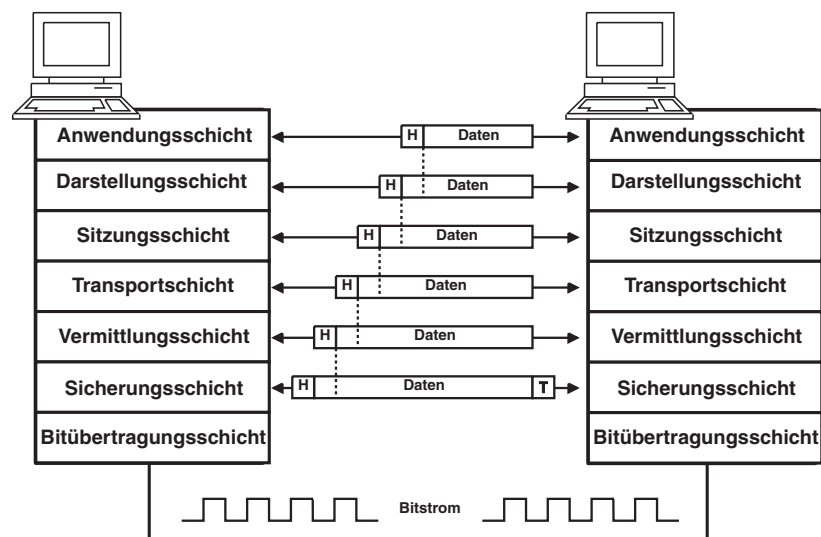 Anwendungsschicht H Daten Anwendungsschicht
Darstellungsschicht H Daten Darstellungsschicht
Sitzungsschicht H Daten Sitzungsschicht
Transportschicht H Daten Transportschicht
Vermittlungsschicht H Daten Vermittlungsschicht
Sicherungsschicht H Daten T Sicherungsschicht
Bitübertragungsschicht Bitübertragungsschicht
Bitstrom